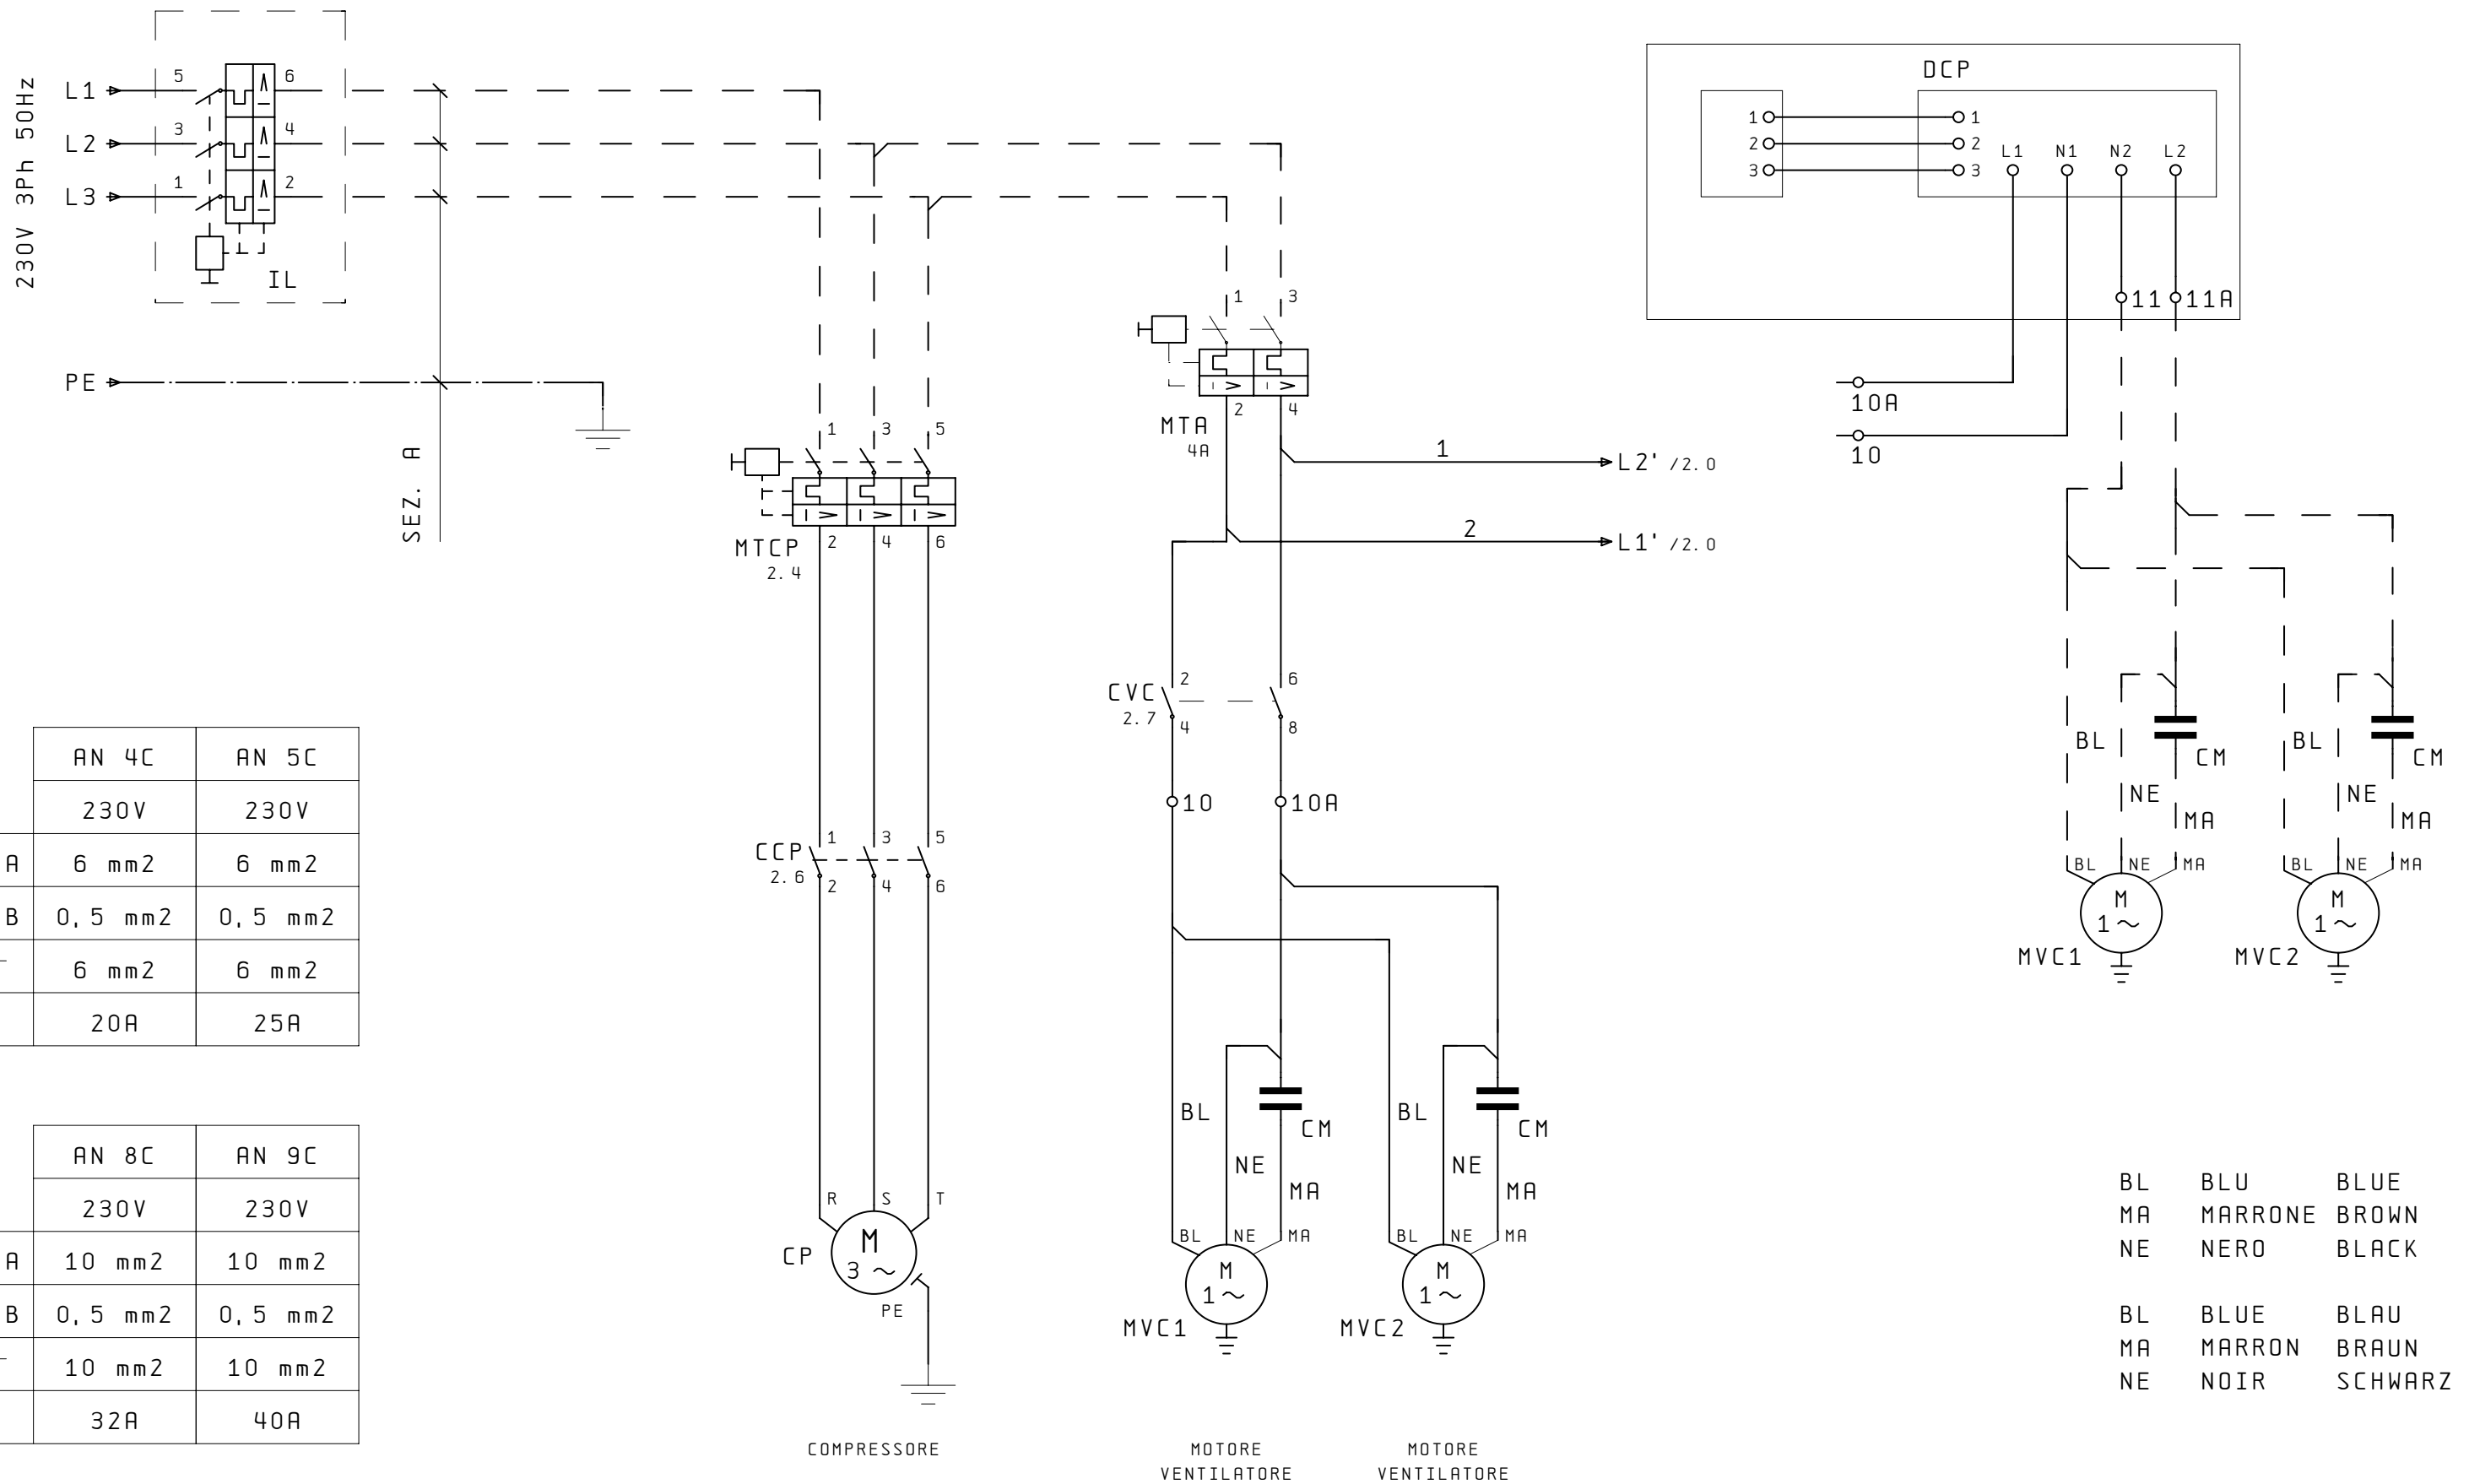 230V 3Ph 50Hz
L1
5
6
L2
3
4
L3
1
2
IL
PE
SEZ. A
1
3
5
MTCP
2.4
2
4
6
CCP
2.6
1
3
5
2
4
6
R
S
T
M
3 ~
CP
PE
COMPRESSORE
1
3
MTA
4A
2
4
1
L2' /2.0
2
L1' /2.0
CVC
2.7
2
6
4
8
10
10A
BL
CM
NE
MA
BL
NE
MA
M
1 ~
MVC1
BL
CM
NE
MA
BL
NE
MA
M
1 ~
MVC2
MOTORE
VENTILATORE
MOTORE
VENTILATORE
DCP
1
1
2
2
3
3
L1
N1
N2
L2
11
11A
10A
10
BL
CM
NE
MA
BL
NE
MA
M
1 ~
MVC1
BL
CM
NE
MA
BL
NE
MA
M
1 ~
MVC2
AN 4C AN 5C
230V 230V
A 6 mm2 6 mm2
B 0,5 mm2 0,5 mm2
6 mm2 6 mm2
20A 25A
AN 8C AN 9C
230V 230V
A 10 mm2 10 mm2
B 0,5 mm2 0,5 mm2
10 mm2 10 mm2
32A 40A
BL BLU BLUE
MA MARRONE BROWN
NE NERO BLACK
BL BLUE BLAU
MA MARRON BRAUN
NE NOIR SCHWARZ